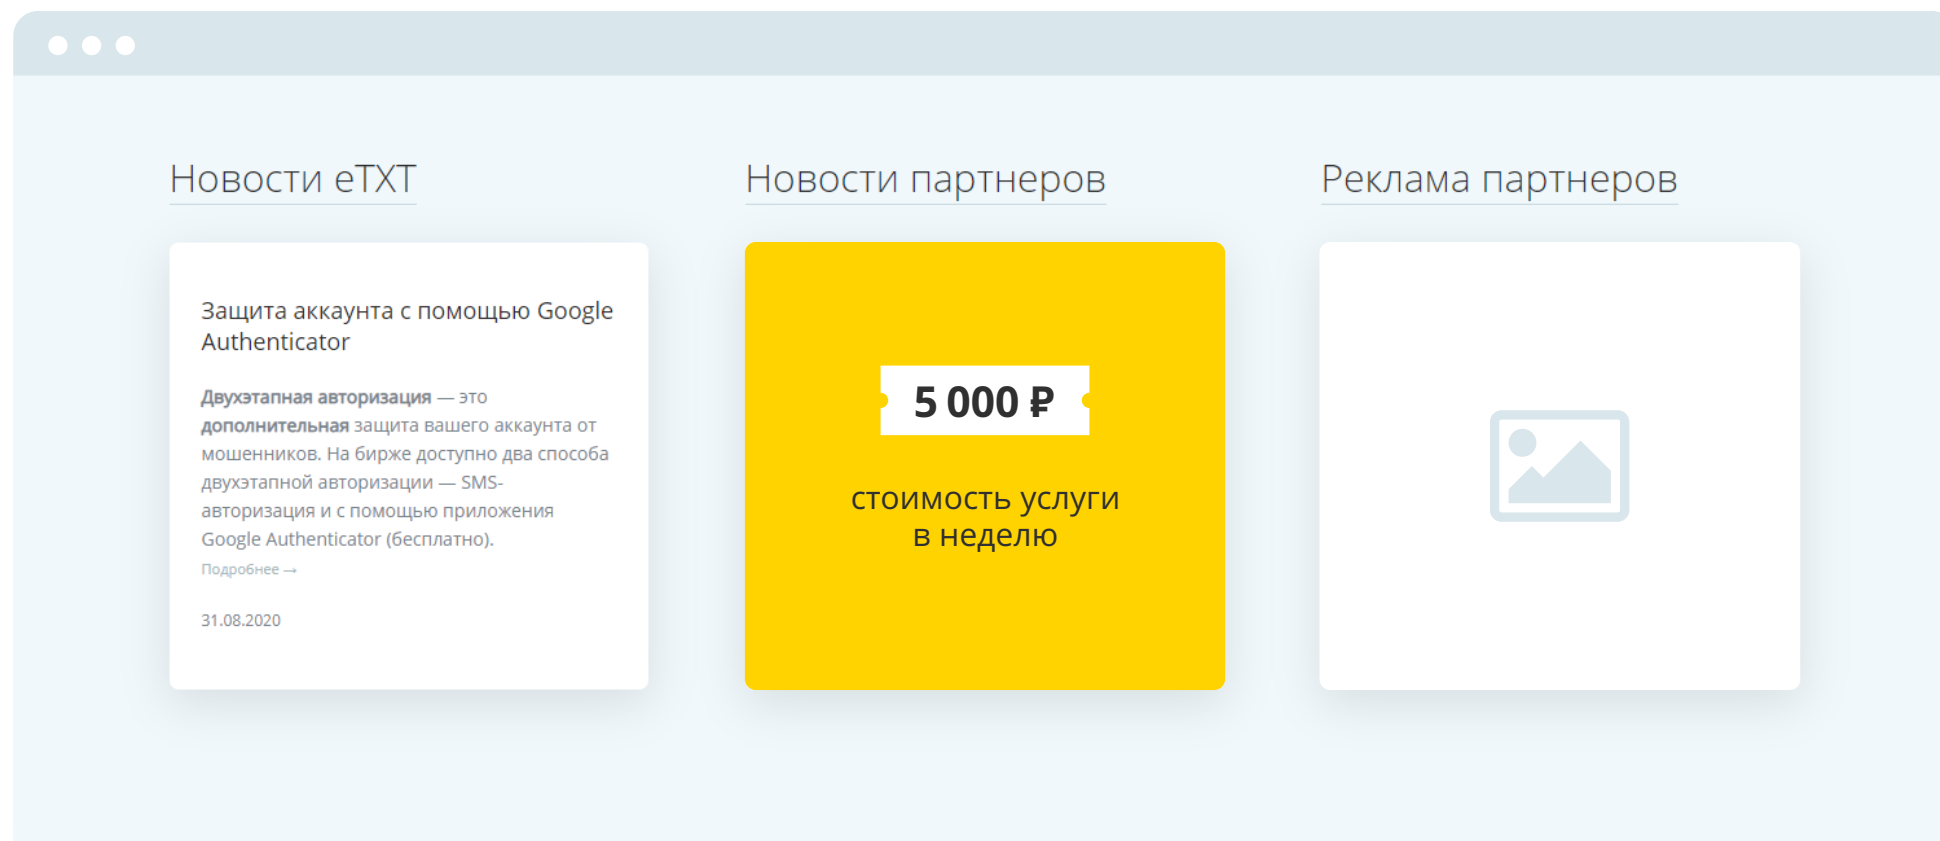 Новости eTXT
Новости партнеров
Реклама партнеров
Защита аккаунта с помощью Google
Authenticator
Двухэтапная авторизация — это
дополнительная защита вашего аккаунта от
мошенников. На бирже доступно два способа
двухэтапной авторизации — SMS-
авторизация и с помощью приложения
Google Authenticator (бесплатно).
Подробнее →
31.08.2020
5 000 ₽
стоимость услуги
в неделю